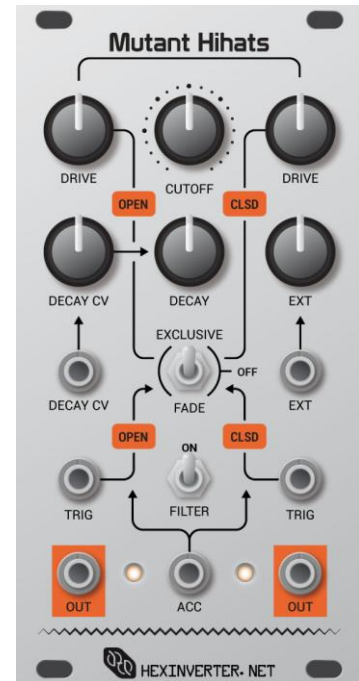 Mutant Hihats
DRIVE
CUTOFF
DRIVE
OPEN
CLSD
DECAY CV
DECAY
EXT
EXCLUSIVE
OFF
DECAY CV
FADE
EXT
OPEN
ON
CLSD
TRIG
FILTER
TRIG
OUT
ACC
OUT
HEXINVERTER. NET